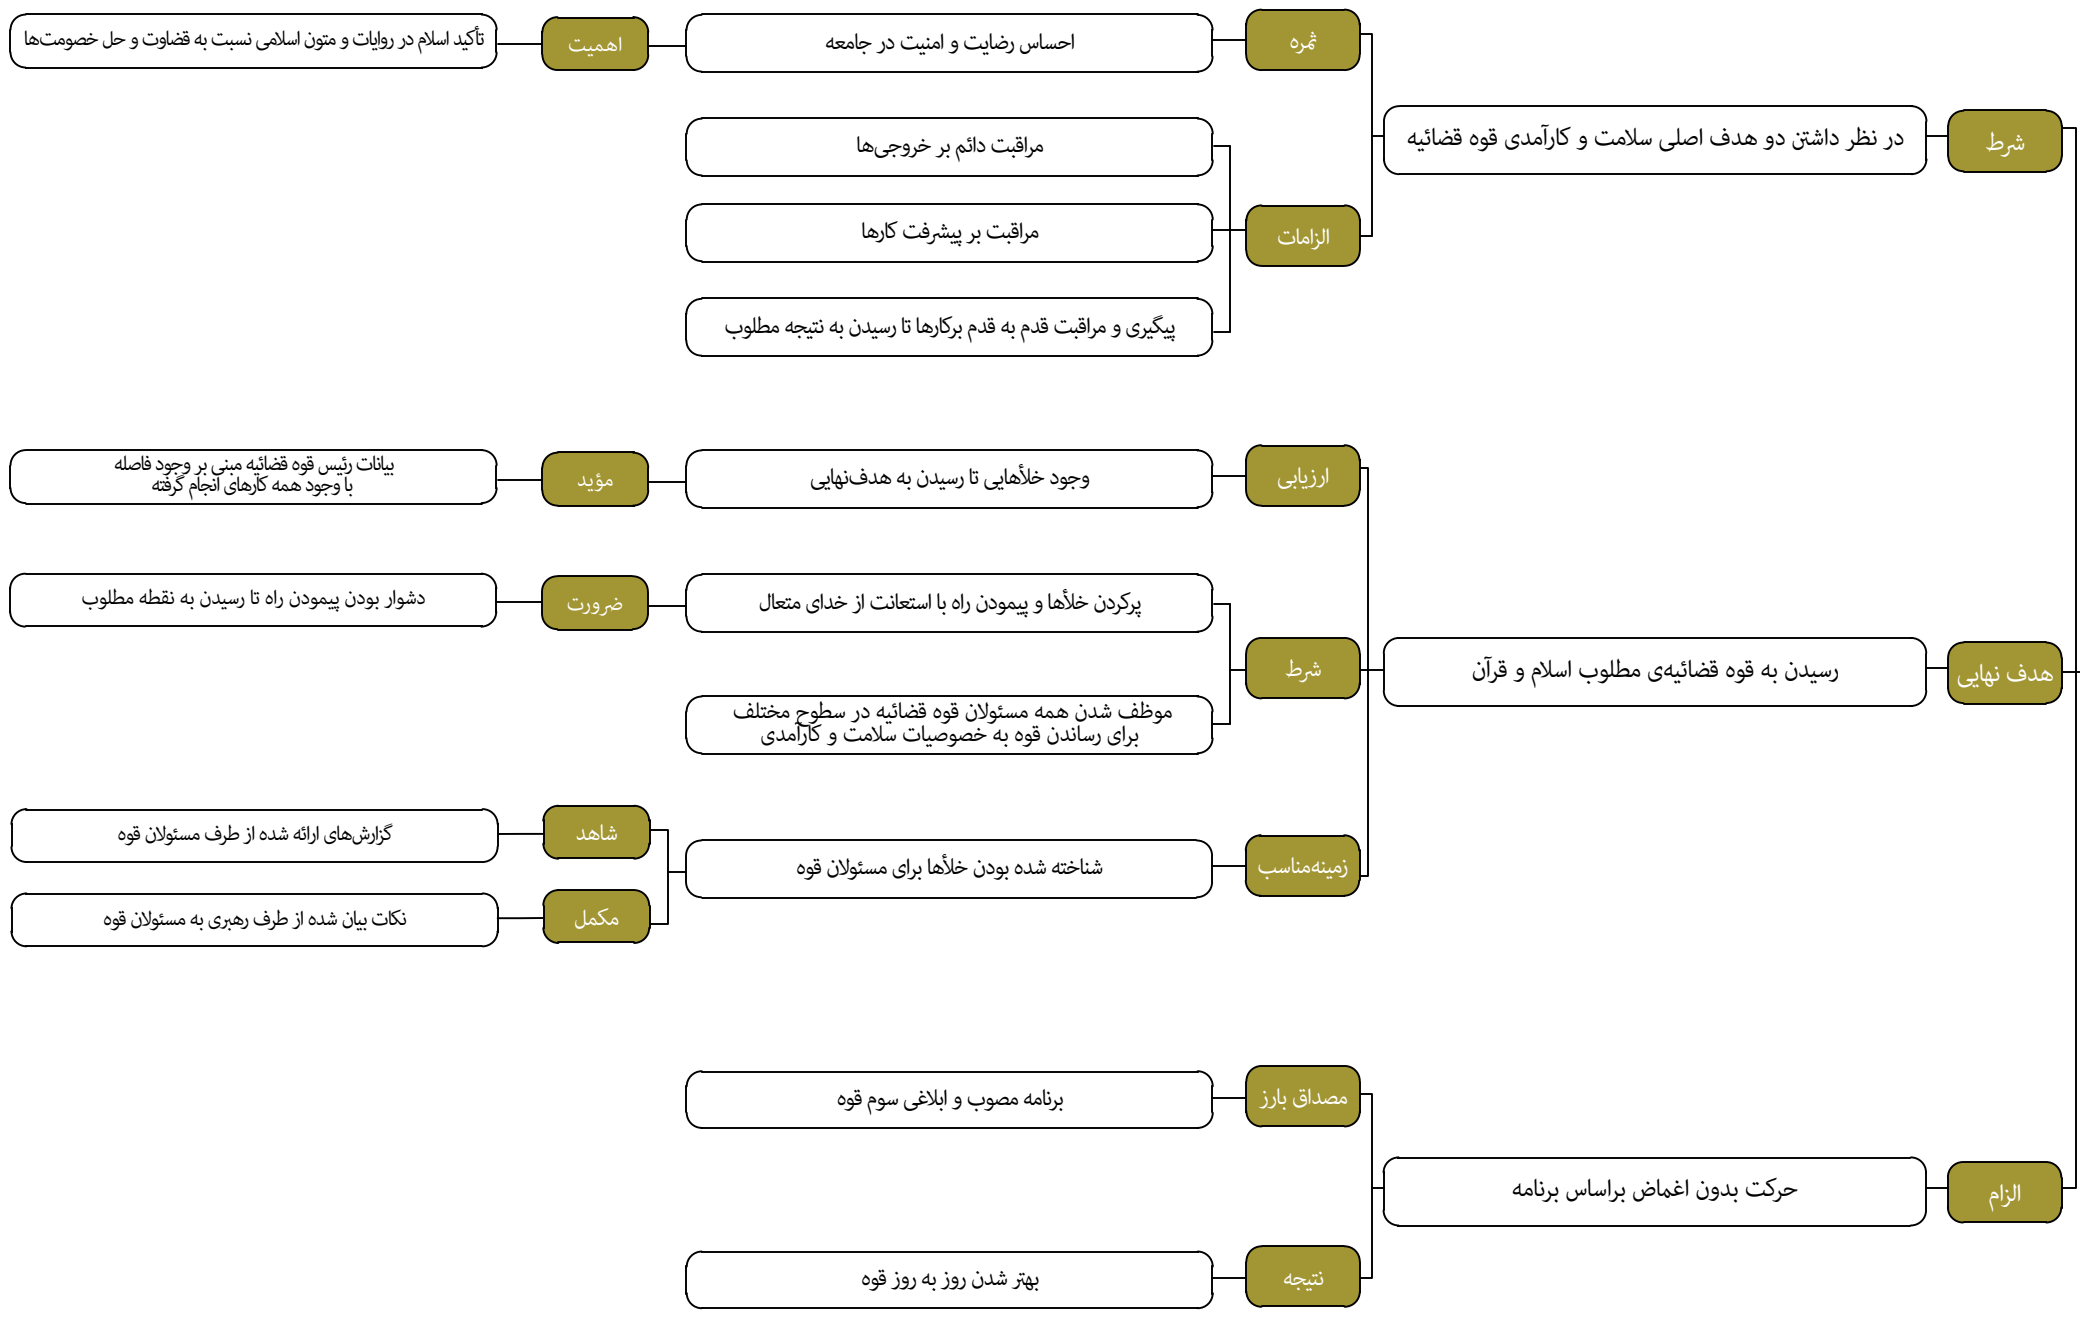 شرط
در نظر داشتن دو هدف اصلی سلامت و کارآمدی قوه قضائیه
ثمره
احساس رضایت و امنیت در جامعه
اهمیت
تأکید اسلام در روایات و متون اسلامی نسبت به قضاوت و حل خصومت‌ها
الزامات
مراقبت دائم بر خروجی‌ها
مراقبت بر پیشرفت کارها
پیگیری و مراقبت قدم به قدم برکارها تا رسیدن به نتیجه مطلوب
هدف نهایی
رسیدن به قوه قضائیه‌ی مطلوب اسلام و قرآن
ارزیابی
وجود خلأهایی تا رسیدن به هدف‌نهایی
مؤید
بیانات رئیس قوه قضائیه مبنی بر وجود فاصله
با وجود همه کارهای انجام گرفته
شرط
پرکردن خلأها و پیمودن راه با استعانت از خدای متعال
ضرورت
دشوار بودن پیمودن راه تا رسیدن به نقطه مطلوب
موظف شدن همه مسئولان قوه قضائیه در سطوح مختلف
برای رساندن قوه به خصوصیات سلامت و کارآمدی
زمینه‌مناسب
شناخته شده بودن خلأها برای مسئولان قوه
شاهد
گزارش‌های ارائه شده از طرف مسئولان قوه
مکمل
نکات بیان شده از طرف رهبری به مسئولان قوه
الزام
حرکت بدون اغماض براساس برنامه
مصداق بارز
برنامه مصوب و ابلاغی سوم قوه
نتیجه
بهتر شدن روز به روز قوه